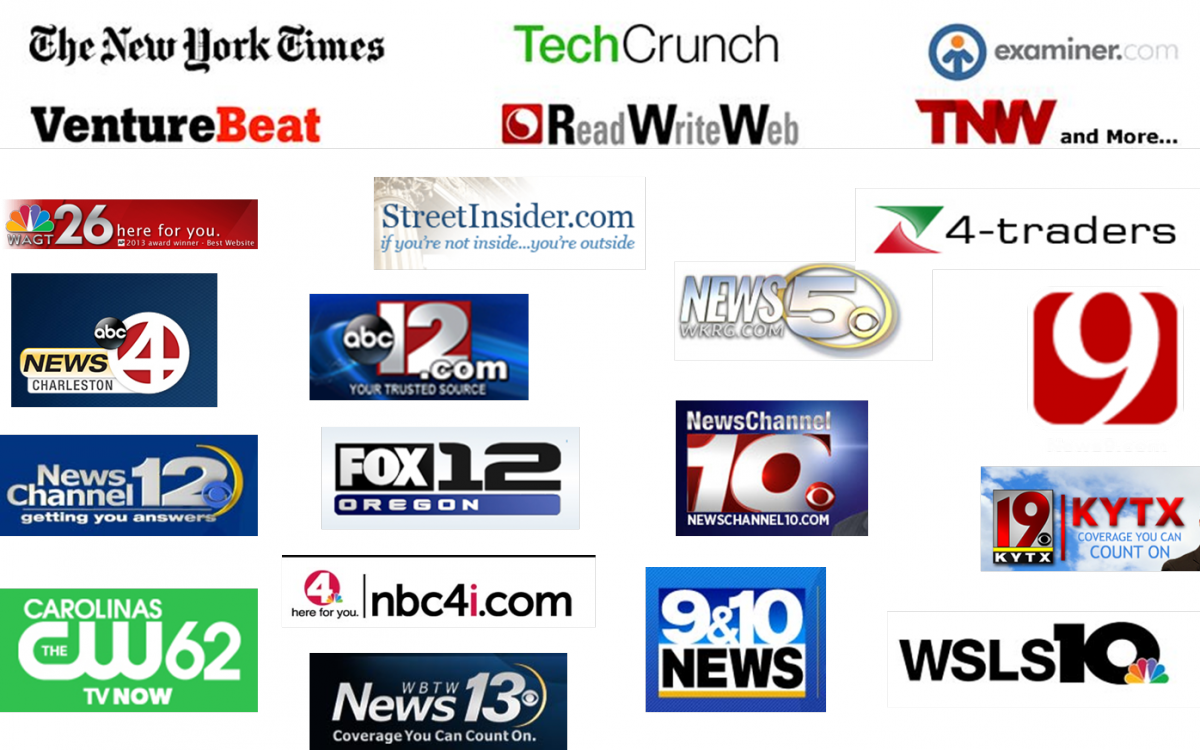 The New York Times
TechCrunch
examiner.com
VentureBeat
ReadWriteWeb
TNW and More...
WAGT 26 here for you.
2013 award winner - Best Website
StreetInsider.com
if you're not inside...you're outside
4-traders
abc 4
NEWS
CHARLESTON
abc 12
.com
YOUR TRUSTED SOURCE
NEWS 5
WKRG.COM
9
News
Channel 12
getting you answers
FOX 12
OREGON
NewsChannel
10
NEWSCHANNEL10.COM
19
KYTX
KYTX
COVERAGE YOU CAN
COUNT ON
CAROLINAS
THE CW 62
TV NOW
4
here for you.
nbc4i.com
WBTW
News 13
Coverage You Can Count On.
9&10
NEWS
WSLS10